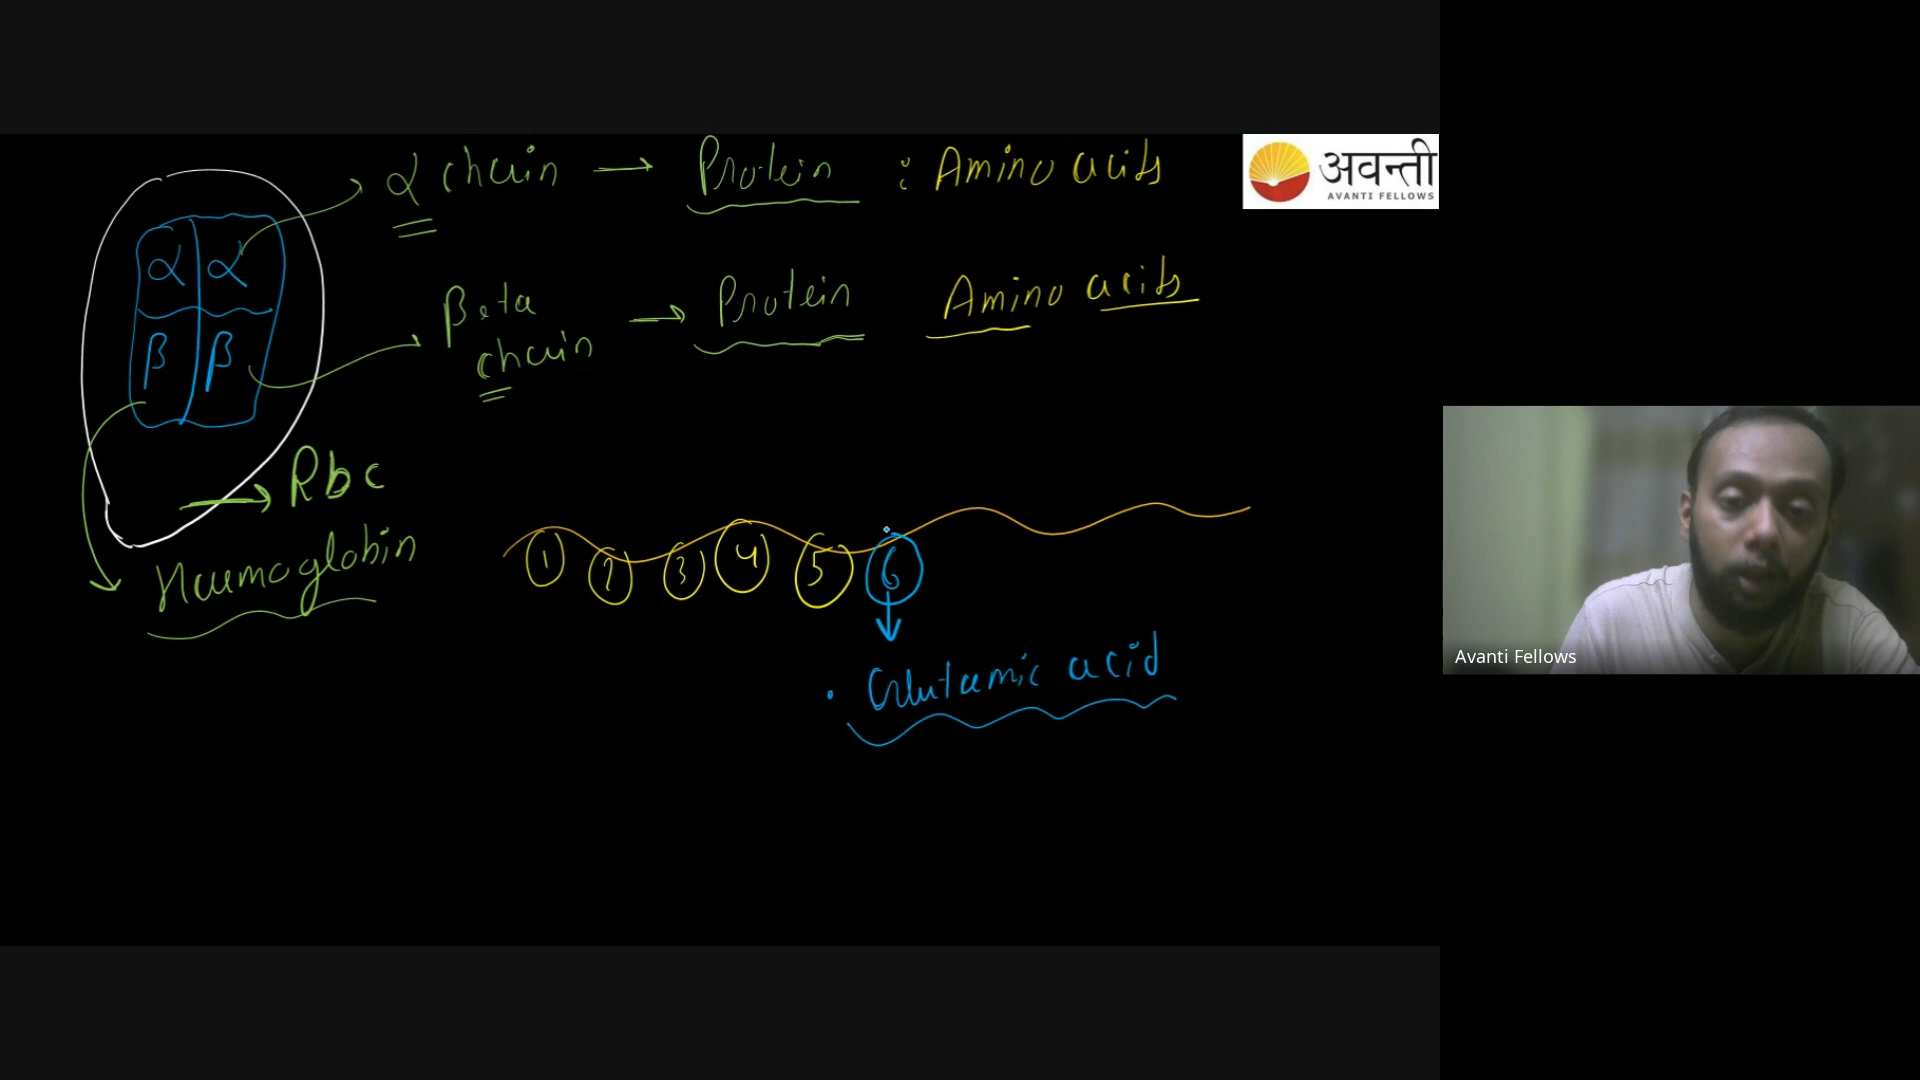 α chain → Protein : Amino acids
अवन्ती
AVANTI FELLOWS
α α
β β
Beta chain → Protein Amino acids
Rbc
Haemoglobin
1 2 3 4 5 6
Glutamic acid
Avanti Fellows